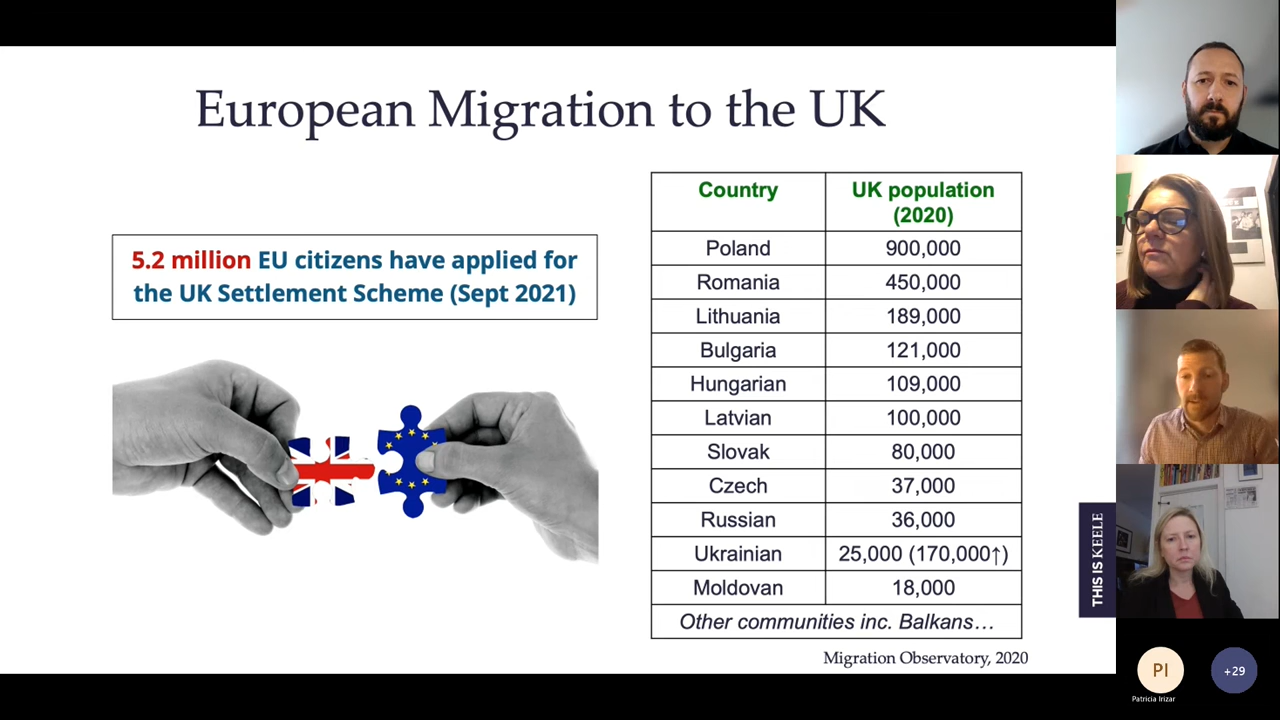 European Migration to the UK
5.2 million EU citizens have applied for
the UK Settlement Scheme (Sept 2021)
Country UK population
(2020)
Poland 900,000
Romania 450,000
Lithuania 189,000
Bulgaria 121,000
Hungarian 109,000
Latvian 100,000
Slovak 80,000
Czech 37,000
Russian 36,000
Ukrainian 25,000 (170,000↑)
Moldovan 18,000
Other communities inc. Balkans…
Migration Observatory, 2020
THIS IS KEELE
PI
+29
Patricia Irizar